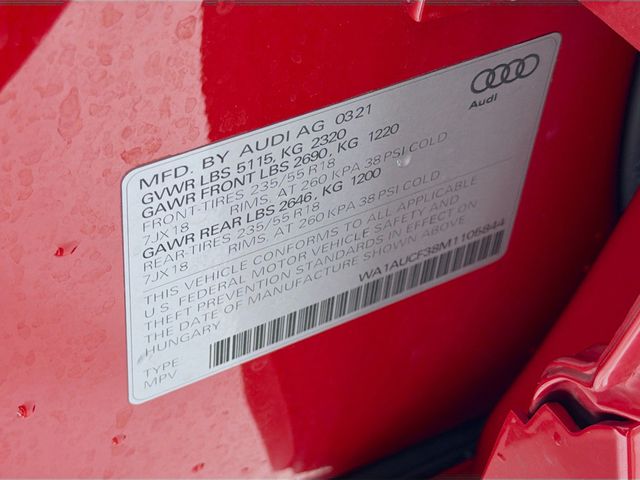 Audi
MFD. BY AUDI AG 03/21
GVWR LBS 5115, KG 2320
GAWR FRONT LBS 2690, KG 1220
FRONT-TIRES 235/55 R18
7JX18 RIMS, AT 260 KPA 38 PSI COLD
GAWR REAR LBS 2646, KG 1200
REAR-TIRES 235/55 R18
7JX18 RIMS, AT 260 KPA 38 PSI COLD
THIS VEHICLE CONFORMS TO ALL APPLICABLE
U.S. FEDERAL MOTOR VEHICLE SAFETY, AND
THEFT PREVENTION STANDARDS IN EFFECT ON
THE DATE OF MANUFACTURE SHOWN ABOVE
HUNGARY WA1AUCF38M1106844
TYPE
MPV